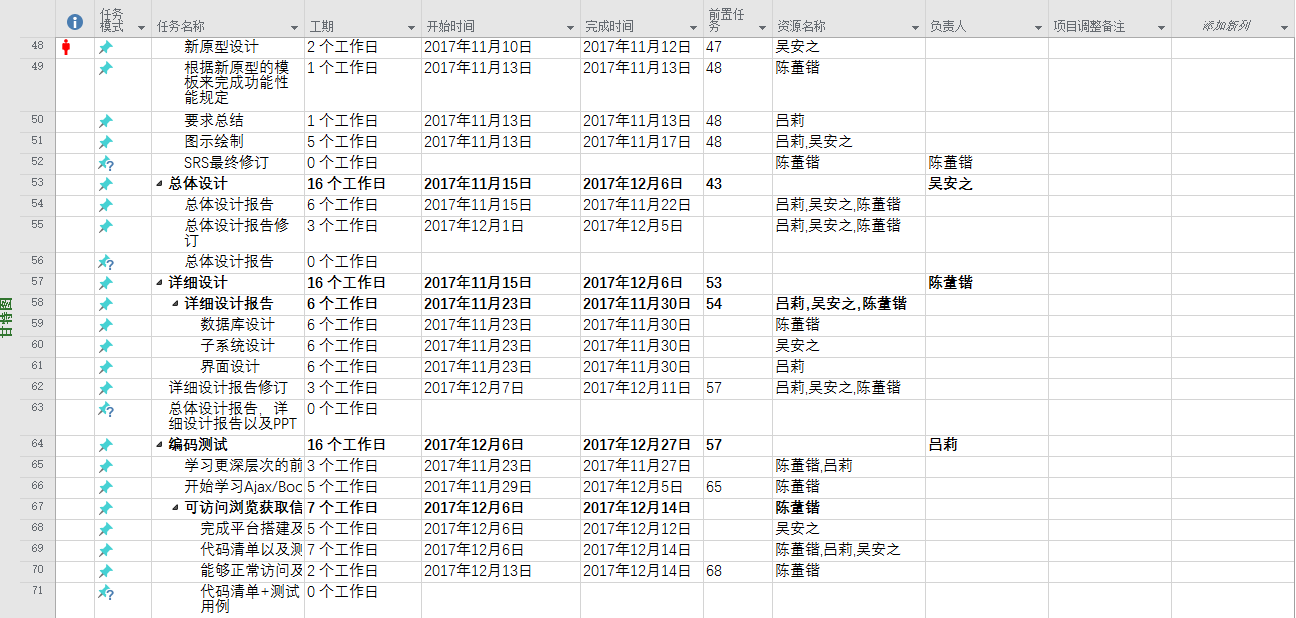 任务模式 任务名称 工期 开始时间 完成时间 前置任务 资源名称 负责人 项目调整备注 添加新列
48 新原型设计 2 个工作日 2017年11月10日 2017年11月12日 47 吴安之
49 根据新原型的模板来完成功能性能规定 1 个工作日 2017年11月13日 2017年11月13日 48 陈董锴
50 要求总结 1 个工作日 2017年11月13日 2017年11月13日 48 吕莉
51 图示绘制 5 个工作日 2017年11月13日 2017年11月17日 48 吕莉,吴安之
52 SRS最终修订 0 个工作日 陈董锴 陈董锴
53 总体设计 16 个工作日 2017年11月15日 2017年12月6日 43 吴安之
54 总体设计报告 6 个工作日 2017年11月15日 2017年11月22日 吕莉,吴安之,陈董锴
55 总体设计报告修订 3 个工作日 2017年12月1日 2017年12月5日 吕莉,吴安之,陈董锴
56 总体设计报告 0 个工作日
57 详细设计 16 个工作日 2017年11月15日 2017年12月6日 53 陈董锴
58 详细设计报告 6 个工作日 2017年11月23日 2017年11月30日 54 吕莉,吴安之,陈董锴
59 数据库设计 6 个工作日 2017年11月23日 2017年11月30日 陈董锴
60 子系统设计 6 个工作日 2017年11月23日 2017年11月30日 吴安之
61 界面设计 6 个工作日 2017年11月23日 2017年11月30日 吕莉
62 详细设计报告修订 3 个工作日 2017年12月7日 2017年12月11日 57 吕莉,吴安之,陈董锴
63 总体设计报告，详细设计报告以及PPT 0 个工作日
64 编码测试 16 个工作日 2017年12月6日 2017年12月27日 57 吕莉
65 学习更深层次的前 3 个工作日 2017年11月23日 2017年11月27日 陈董锴,吕莉
66 开始学习Ajax/Boo 5 个工作日 2017年11月29日 2017年12月5日 65 陈董锴
67 可访问浏览获取信 7 个工作日 2017年12月6日 2017年12月14日 陈董锴
68 完成平台搭建及 5 个工作日 2017年12月6日 2017年12月12日 吴安之
69 代码清单以及测 7 个工作日 2017年12月6日 2017年12月14日 陈董锴,吕莉,吴安之
70 能够正常访问及 2 个工作日 2017年12月13日 2017年12月14日 68 陈董锴
71 代码清单+测试用例 0 个工作日
甘特图